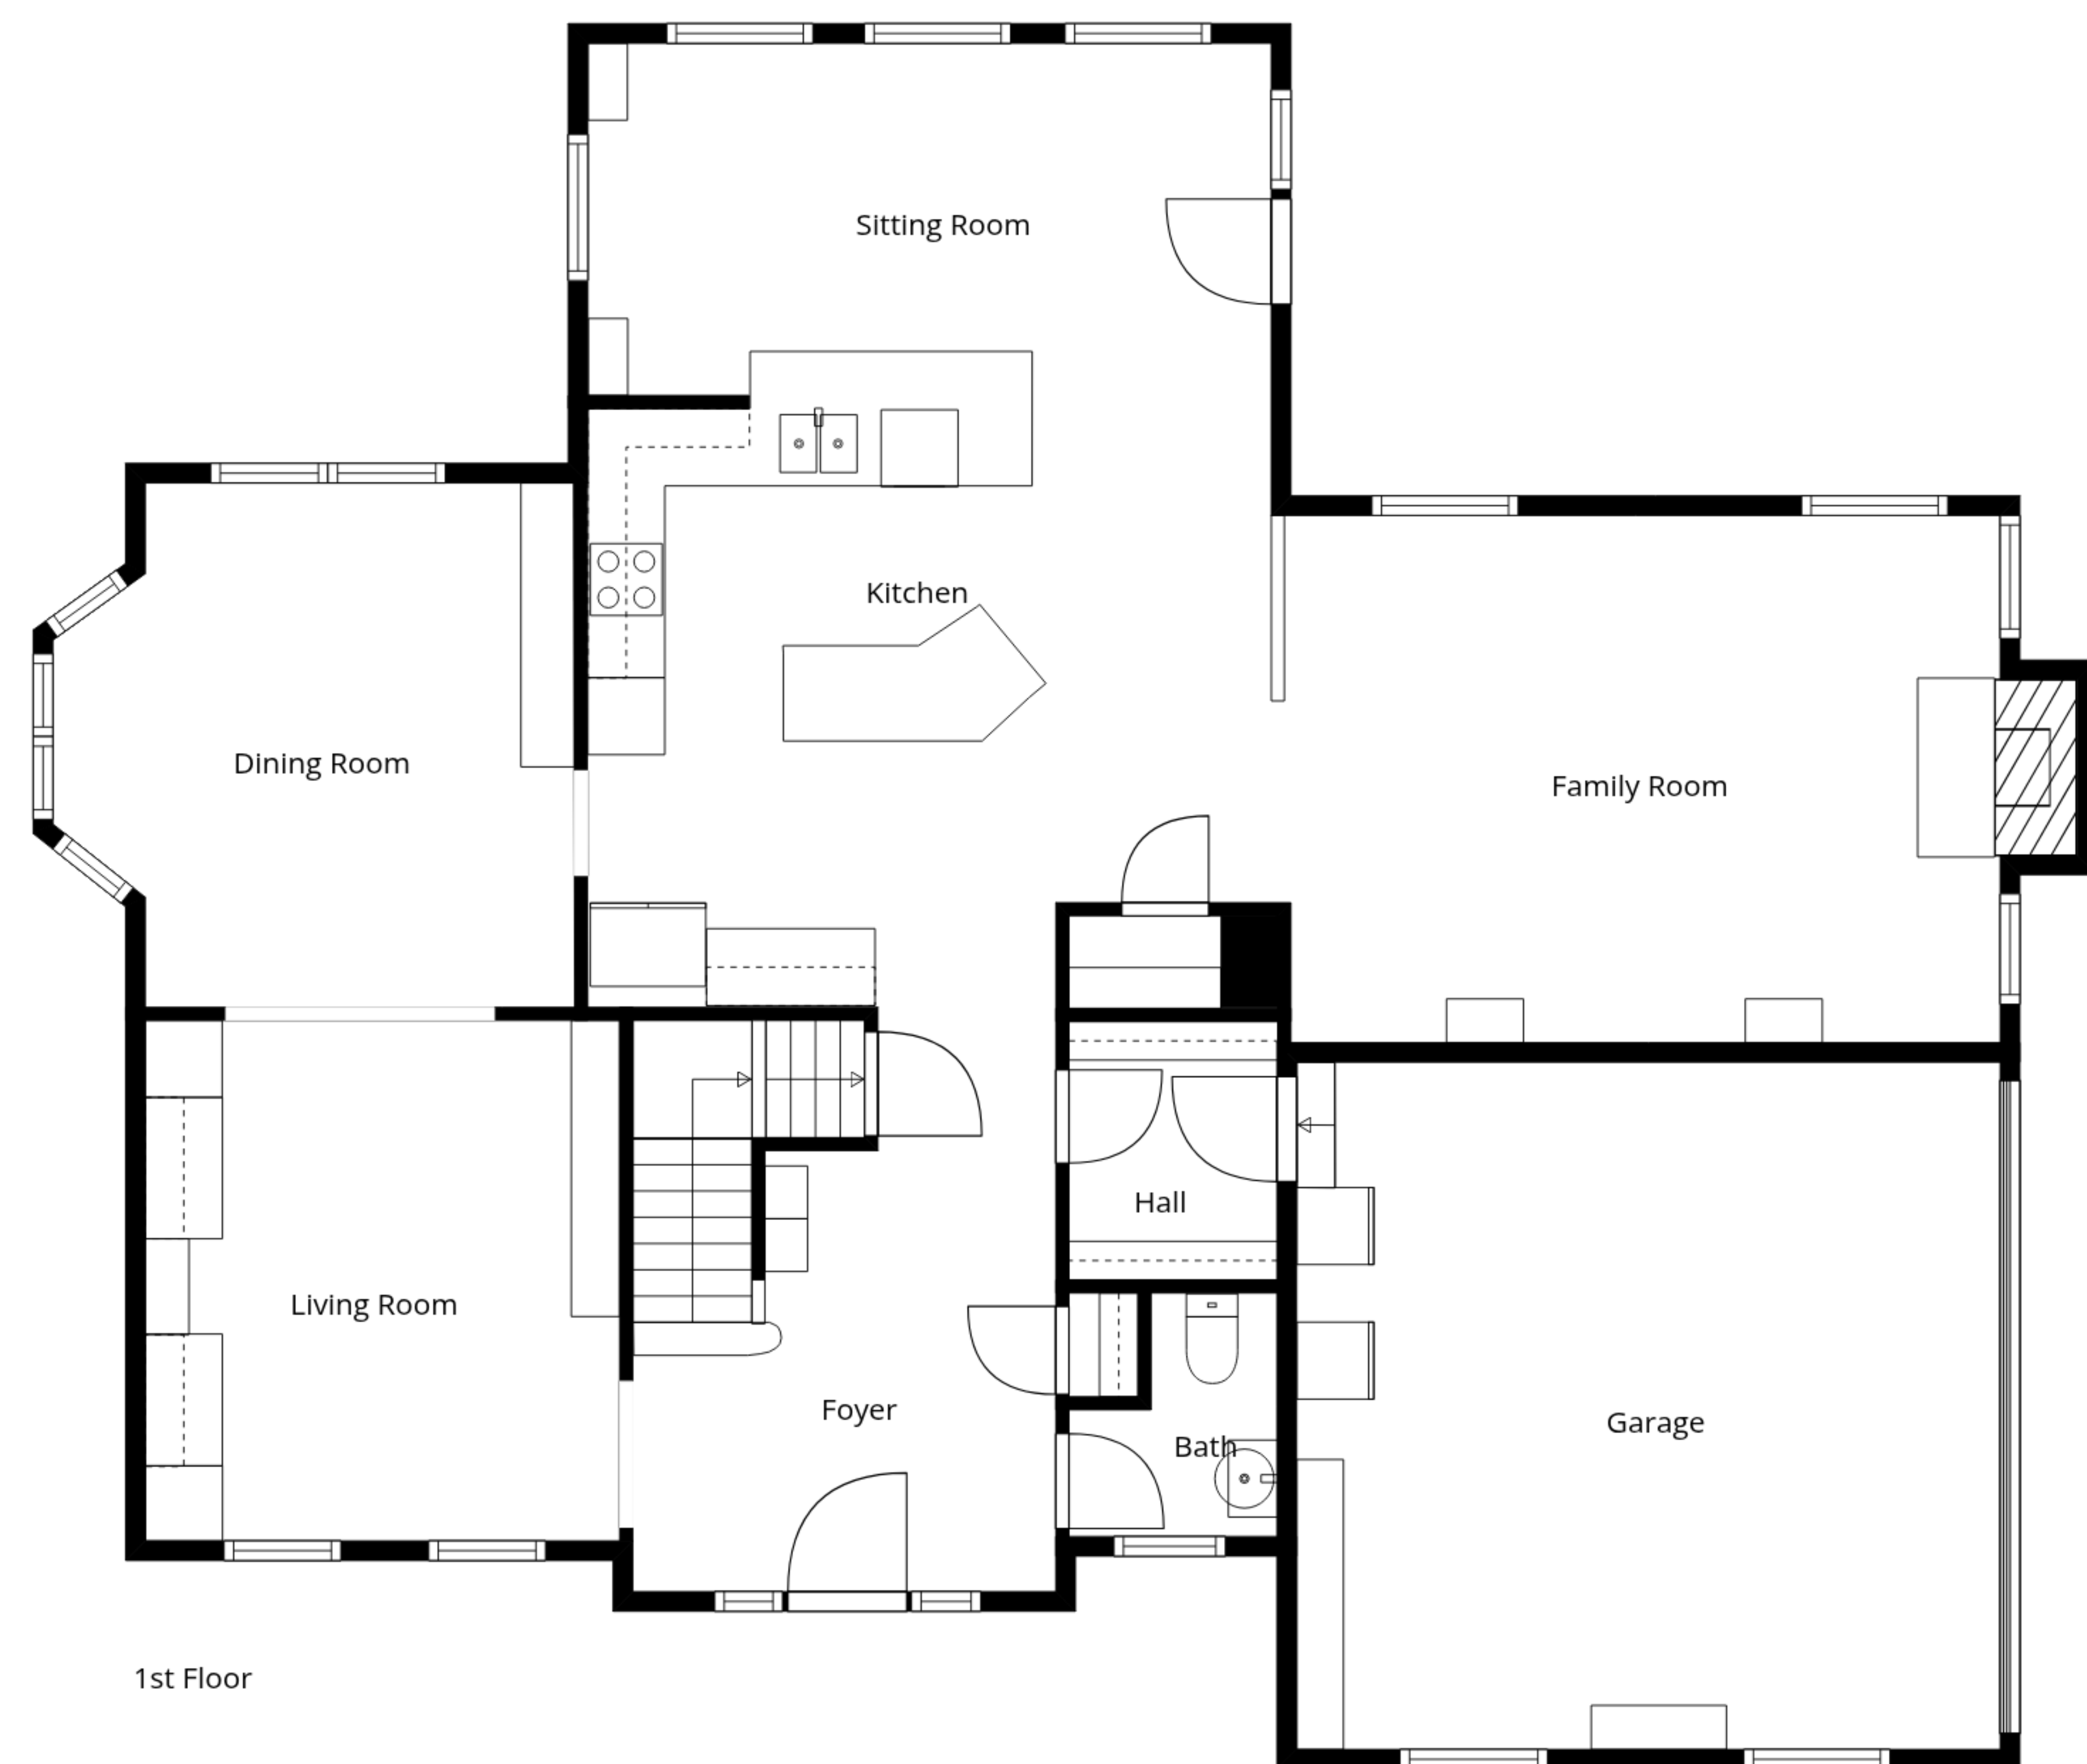 Sitting Room
Kitchen
Dining Room
Family Room
Hall
Living Room
Foyer
Bath
Garage
1st Floor